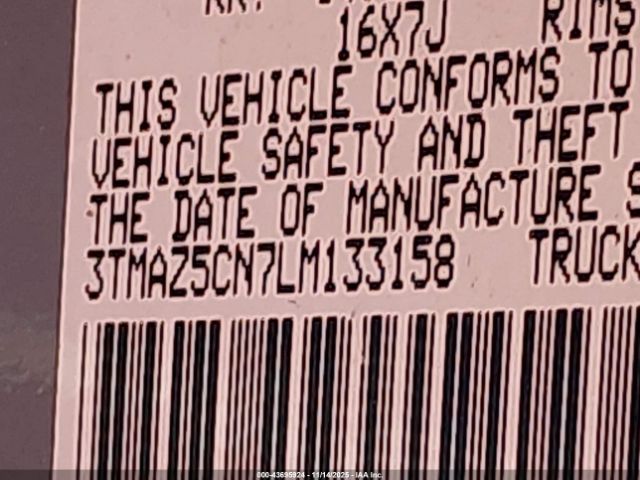 16X7J RIMS
THIS VEHICLE CONFORMS TO
VEHICLE SAFETY AND THEFT
THE DATE OF MANUFACTURE S
3TMAZ5CN7LM133158 TRUCK
000-43695924 - 11/14/2025 - IAA Inc.